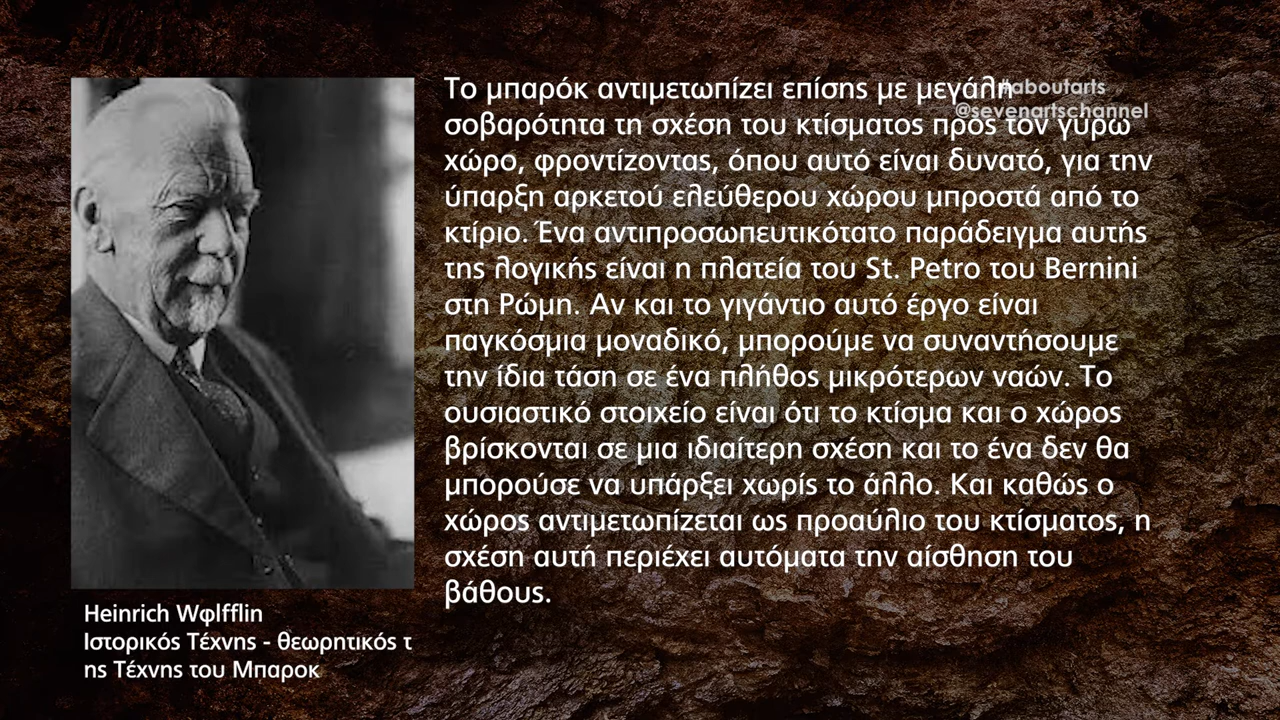 Το μπαρόκ αντιμετωπίζει επίσης με μεγάλη
#aboutarts
@sevenartschannel
σοβαρότητα τη σχέση του κτίσματος προς τον γύρω
χώρο, φροντίζοντας, όπου αυτό είναι δυνατό, για την
ύπαρξη αρκετού ελεύθερου χώρου μπροστά από το
κτίριο. Ένα αντιπροσωπευτικότατο παράδειγμα αυτής
της λογικής είναι η πλατεία του St. Petro του Bernini
στη Ρώμη. Αν και το γιγάντιο αυτό έργο είναι
παγκόσμια μοναδικό, μπορούμε να συναντήσουμε
την ίδια τάση σε ένα πλήθος μικρότερων ναών. Το
ουσιαστικό στοιχείο είναι ότι το κτίσμα και ο χώρος
βρίσκονται σε μια ιδιαίτερη σχέση και το ένα δεν θα
μπορούσε να υπάρξει χωρίς το άλλο. Και καθώς ο
χώρος αντιμετωπίζεται ως προαύλιο του κτίσματος, η
σχέση αυτή περιέχει αυτόματα την αίσθηση του
βάθους.
Heinrich Wφlfflin
Ιστορικός Τέχνης - θεωρητικός τ
ης Τέχνης του Μπαροκ